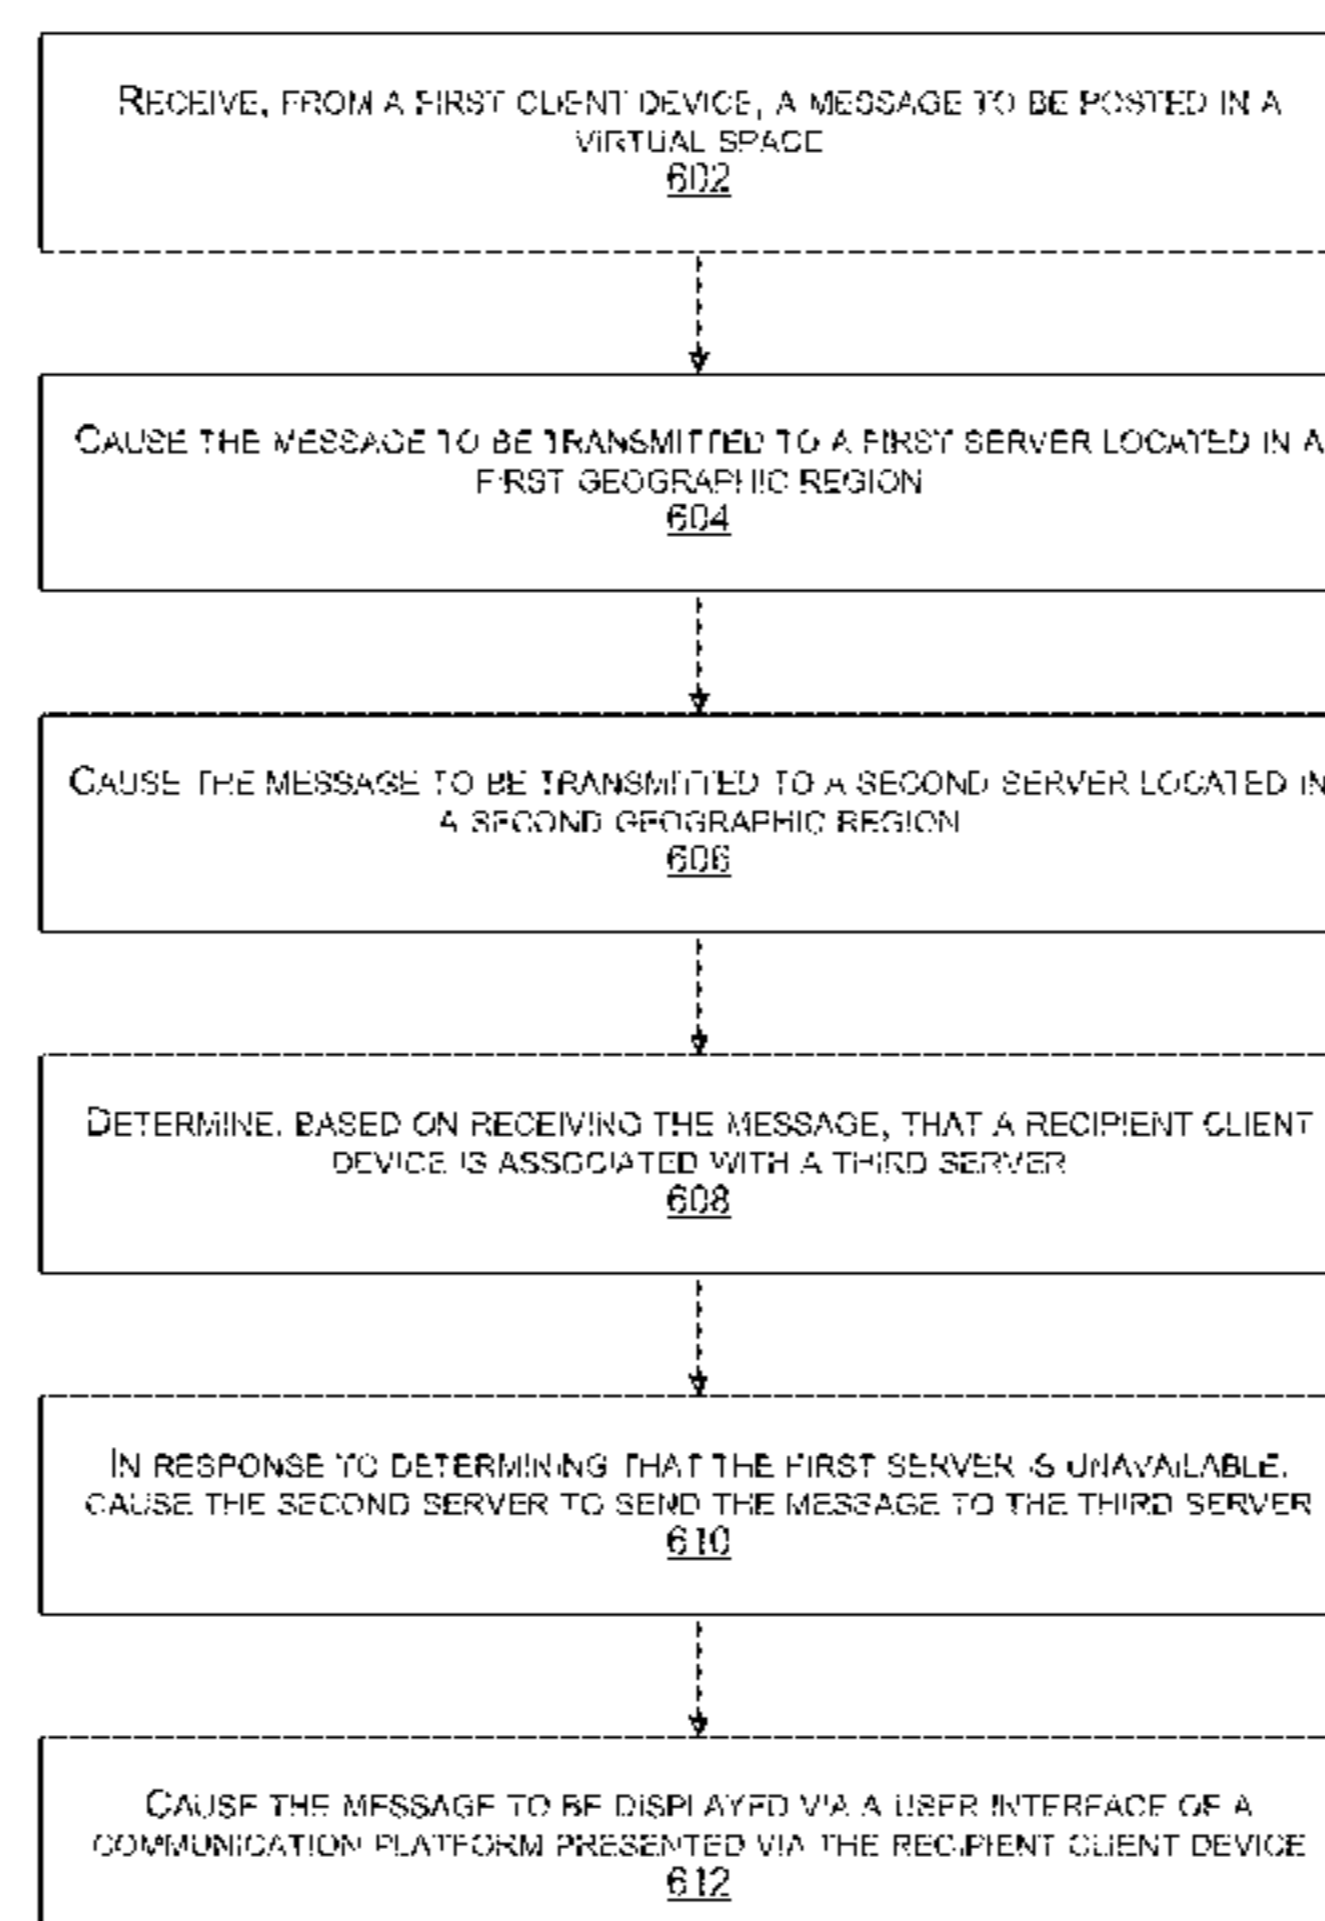 RECEIVE, FROM A FIRST CLIENT DEVICE, A MESSAGE TO BE POSTED IN A
VIRTUAL SPACE
602
CAUSE THE MESSAGE TO BE TRANSMITTED TO A FIRST SERVER LOCATED IN A
FIRST GEOGRAPHIC REGION
604
CAUSE THE MESSAGE TO BE TRANSMITTED TO A SECOND SERVER LOCATED IN
A SECOND GEOGRAPHIC REGION
606
DETERMINE, BASED ON RECEIVING THE MESSAGE, THAT A RECIPIENT CLIENT
DEVICE IS ASSOCIATED WITH A THIRD SERVER
608
IN RESPONSE TO DETERMINING THAT THE FIRST SERVER IS UNAVAILABLE,
CAUSE THE SECOND SERVER TO SEND THE MESSAGE TO THE THIRD SERVER
610
CAUSE THE MESSAGE TO BE DISPLAYED VIA A USER INTERFACE OF A
COMMUNICATION PLATFORM PRESENTED VIA THE RECIPIENT CLIENT DEVICE
612